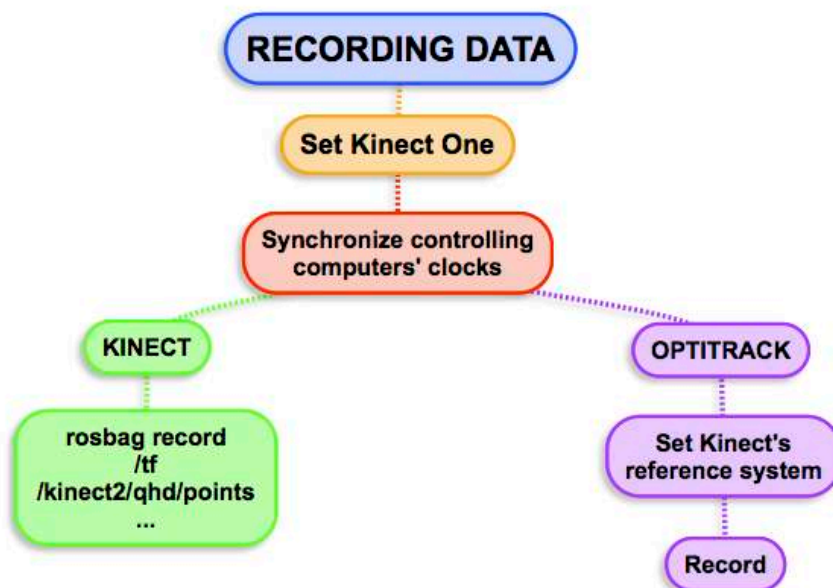 RECORDING DATA
Set Kinect One
Synchronize controlling
computers' clocks
KINECT
rosbag record
/tf
/kinect2/qhd/points
...
OPTITRACK
Set Kinect's
reference system
Record